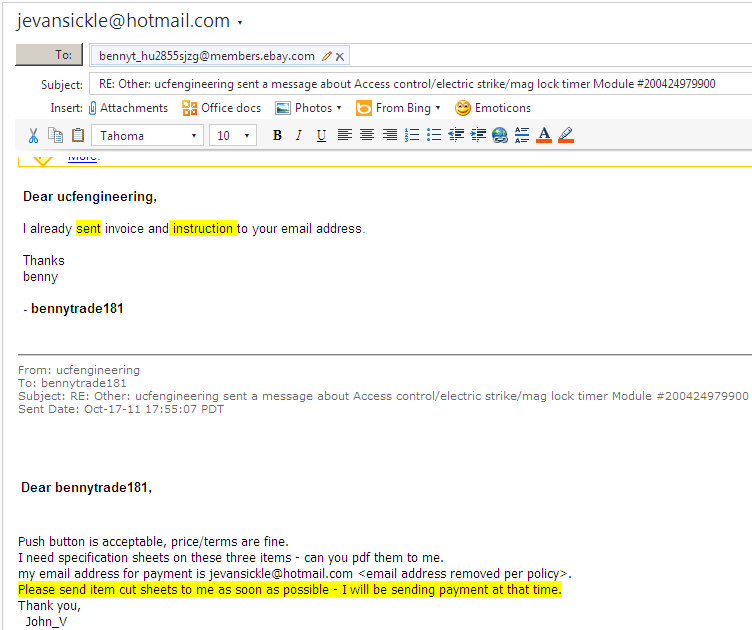 jevansickle@hotmail.com
To: bennyt_hu2855sjzg@members.ebay.com
Subject: RE: Other: ucfengineering sent a message about Access control/electric strike/mag lock timer Module #200424979900
Insert: Attachments Office docs Photos From Bing Emoticons
Tahoma 10 B I U A
More.
Dear ucfengineering,
I already sent invoice and instruction to your email address.
Thanks
benny
- bennytrade181
From: ucfengineering
To: bennytrade181
Subject: RE: Other: ucfengineering sent a message about Access control/electric strike/mag lock timer Module #200424979900
Sent Date: Oct-17-11 17:55:07 PDT
Dear bennytrade181,
Push button is acceptable, price/terms are fine.
I need specification sheets on these three items - can you pdf them to me.
my email address for payment is jevansickle@hotmail.com <email address removed per policy>.
Please send item cut sheets to me as soon as possible - I will be sending payment at that time.
Thank you,
John_V